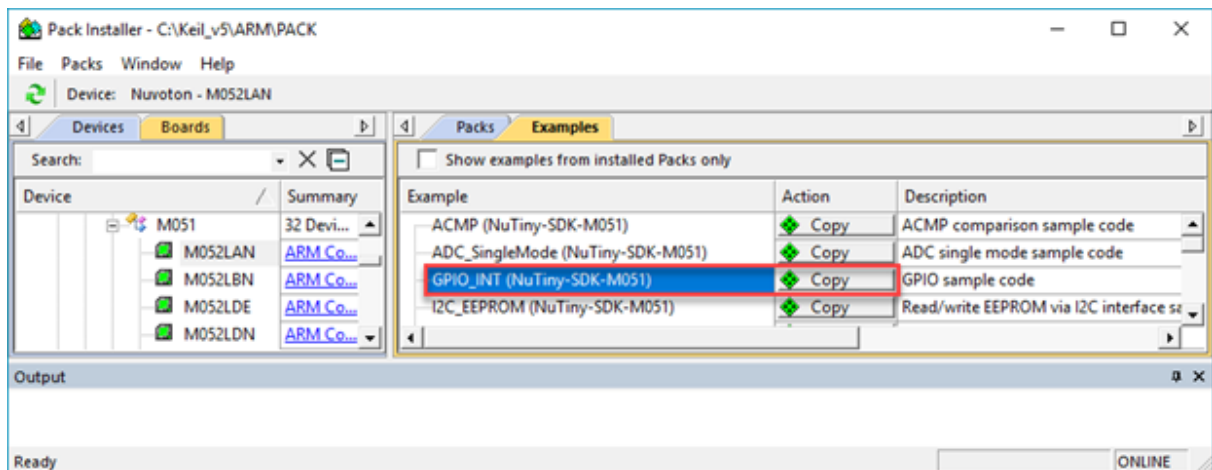 Pack Installer - C:\Keil_v5\ARM\PACK
File Packs Window Help
Device: Nuvoton - M052LAN
Devices Boards Packs Examples
Search: Show examples from installed Packs only
Device Summary Example Action Description
M051 32 Devi... ACMP (NuTiny-SDK-M051) Copy ACMP comparison sample code
M052LAN ARM Co... ADC_SingleMode (NuTiny-SDK-M051) Copy ADC single mode sample code
M052LBN ARM Co... GPIO_INT (NuTiny-SDK-M051) Copy GPIO sample code
M052LDE ARM Co... I2C_EEPROM (NuTiny-SDK-M051) Copy Read/write EEPROM via I2C interface sa
M052LDN ARM Co...
Output
Ready ONLINE